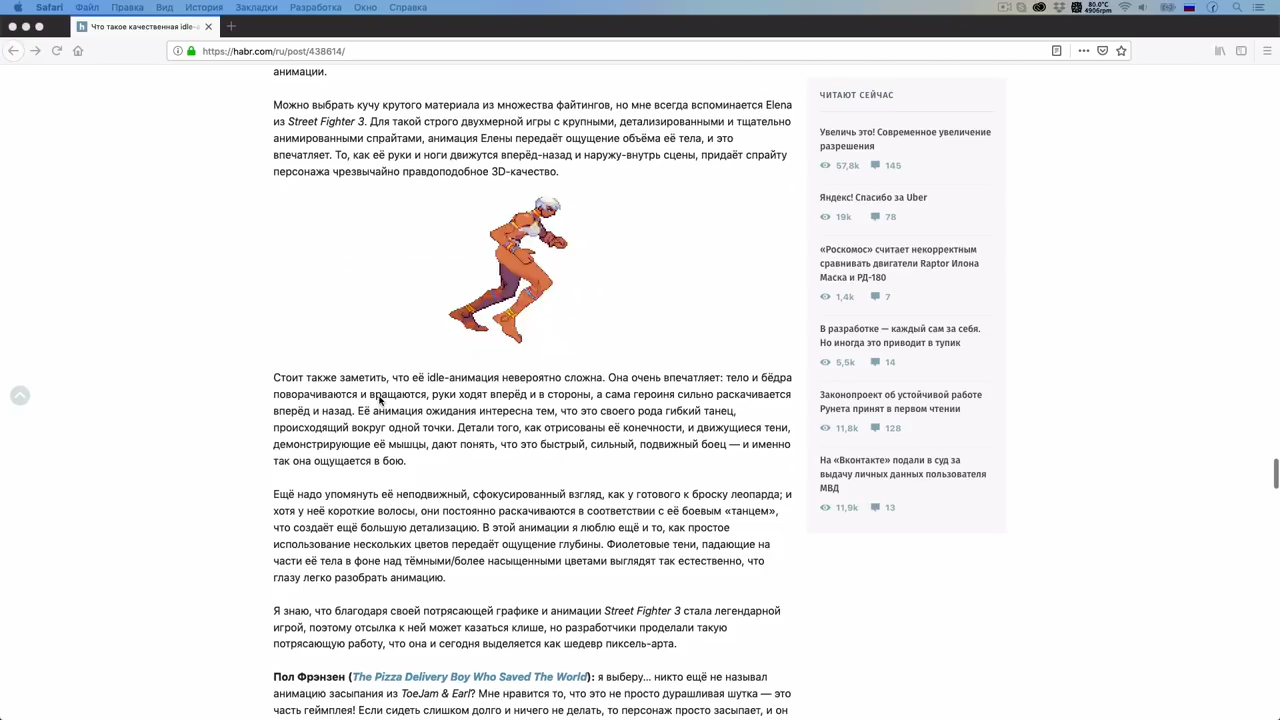 Safari Файл Правка Вид История Закладки Разработка Окно Справка
80.0°C
4906rpm
Что такое качественная idle-а
https://habr.com/ru/post/438614/
анимации.
Можно выбрать кучу крутого материала из множества файтингов, но мне всегда вспоминается Elena
из Street Fighter 3. Для такой строго двухмерной игры с крупными, детализированными и тщательно
анимированными спрайтами, анимация Елены передаёт ощущение объёма её тела, и это
впечатляет. То, как её руки и ноги движутся вперёд-назад и наружу-внутрь сцены, придаёт спрайту
персонажа чрезвычайно правдоподобное 3D-качество.
Стоит также заметить, что её idle-анимация невероятно сложна. Она очень впечатляет: тело и бёдра
поворачиваются и вращаются, руки ходят вперёд и в стороны, а сама героиня сильно раскачивается
вперёд и назад. Её анимация ожидания интересна тем, что это своего рода гибкий танец,
происходящий вокруг одной точки. Детали того, как отрисованы её конечности, и движущиеся тени,
демонстрирующие её мышцы, дают понять, что это быстрый, сильный, подвижный боец — и именно
так она ощущается в бою.
Ещё надо упомянуть её неподвижный, сфокусированный взгляд, как у готового к броску леопарда; и
хотя у неё короткие волосы, они постоянно раскачиваются в соответствии с её боевым «танцем»,
что создаёт ещё большую детализацию. В этой анимации я люблю ещё и то, как простое
использование нескольких цветов передаёт ощущение глубины. Фиолетовые тени, падающие на
части её тела в фоне над тёмными/более насыщенными цветами выглядят так естественно, что
глазу легко разобрать анимацию.
Я знаю, что благодаря своей потрясающей графике и анимации Street Fighter 3 стала легендарной
игрой, поэтому отсылка к ней может казаться клише, но разработчики проделали такую
потрясающую работу, что она и сегодня выделяется как шедевр пиксель-арта.
Пол Фрэнзен (The Pizza Delivery Boy Who Saved The World): я выберу… никто ещё не называл
анимацию засыпания из ToeJam & Earl? Мне нравится то, что это не просто дурашливая шутка — это
часть геймплея! Если сидеть слишком долго и ничего не делать, то персонаж просто засыпает, и он
ЧИТАЮТ СЕЙЧАС
Увеличь это! Современное увеличение
разрешения
57,8k 145
Яндекс! Спасибо за Uber
19k 78
«Роскомос» считает некорректным
сравнивать двигатели Raptor Илона
Маска и РД-180
1,4k 7
В разработке — каждый сам за себя.
Но иногда это приводит в тупик
5,5k 14
Законопроект об устойчивой работе
Рунета принят в первом чтении
11,8k 128
На «Вконтакте» подали в суд за
выдачу личных данных пользователя
МВД
11,9k 13